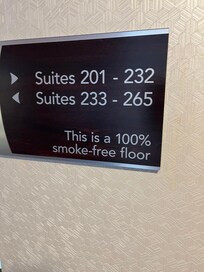 Suites 201 - 232
Suites 233 - 265
This is a 100%
smoke-free floor